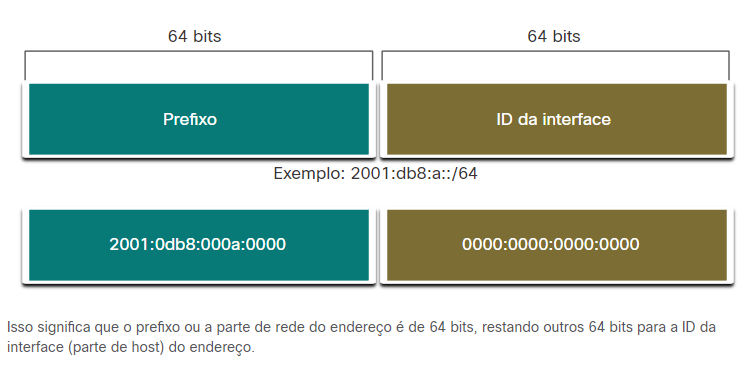 64 bits 64 bits
Prefixo ID da interface
Exemplo: 2001:db8:a::/64
2001:0db8:000a:0000 0000:0000:0000:0000
Isso significa que o prefixo ou a parte de rede do endereço é de 64 bits, restando outros 64 bits para a ID da
interface (parte de host) do endereço.